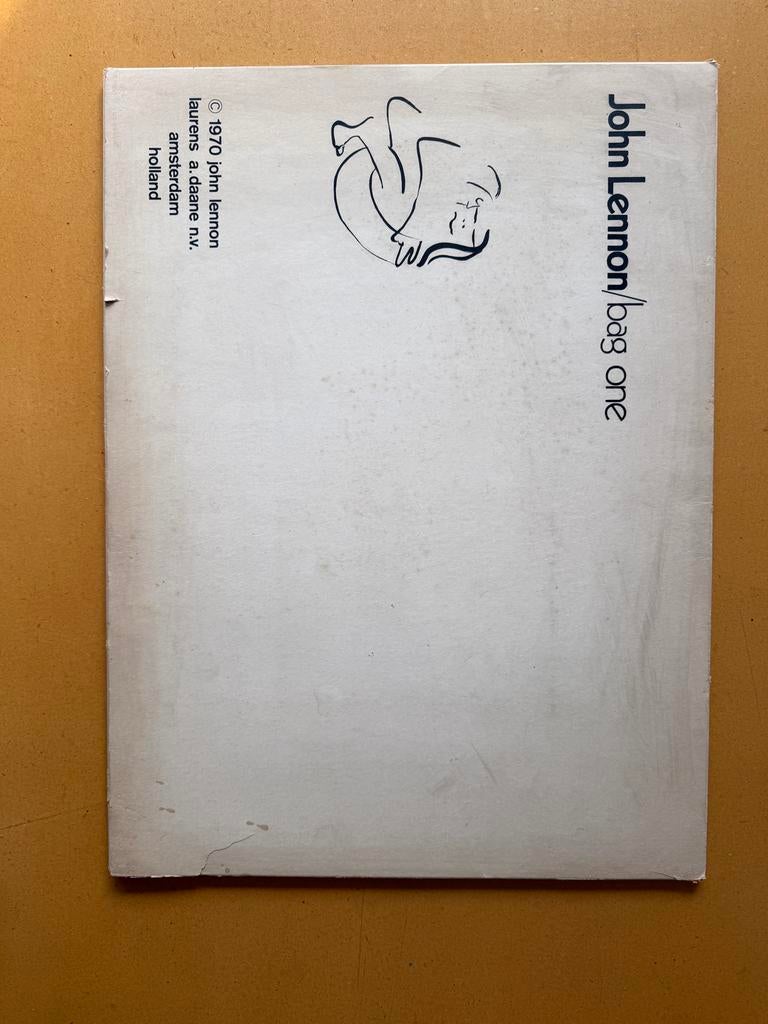 John Lennon/bag one
© 1970 john lennon
laurens a.daane n.v.
amsterdam
holland